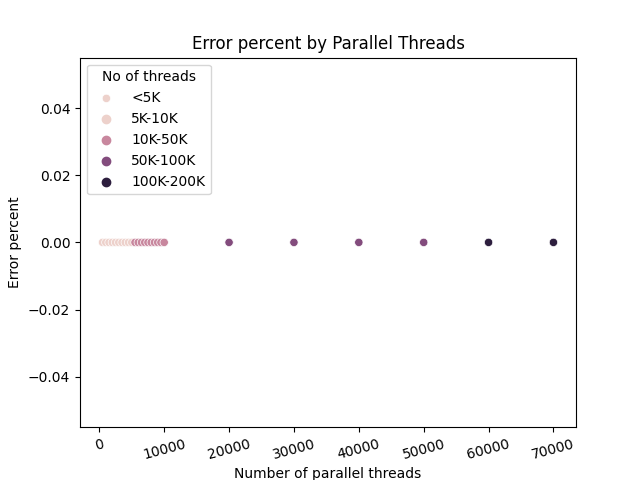 Error percent by Parallel Threads
No of threads
<5K
5K-10K
10K-50K
50K-100K
100K-200K
Error percent
0.04
0.02
0.00
−0.02
−0.04
0
10000
20000
30000
40000
50000
60000
70000
Number of parallel threads